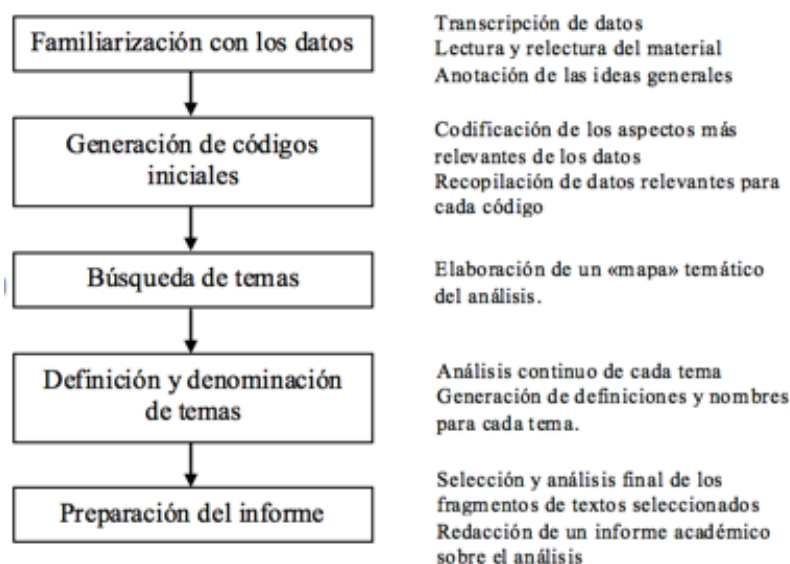 Familiarización con los datos
Transcripción de datos
Lectura y relectura del material
Anotación de las ideas generales
Generación de códigos
iniciales
Codificación de los aspectos más
relevantes de los datos
Recopilación de datos relevantes para
cada código
Búsqueda de temas
Elaboración de un «mapa» temático
del análisis.
Definición y denominación
de temas
Análisis continuo de cada tema
Generación de definiciones y nombres
para cada tema.
Preparación del informe
Selección y análisis final de los
fragmentos de textos seleccionados
Redacción de un informe académico
sobre el análisis